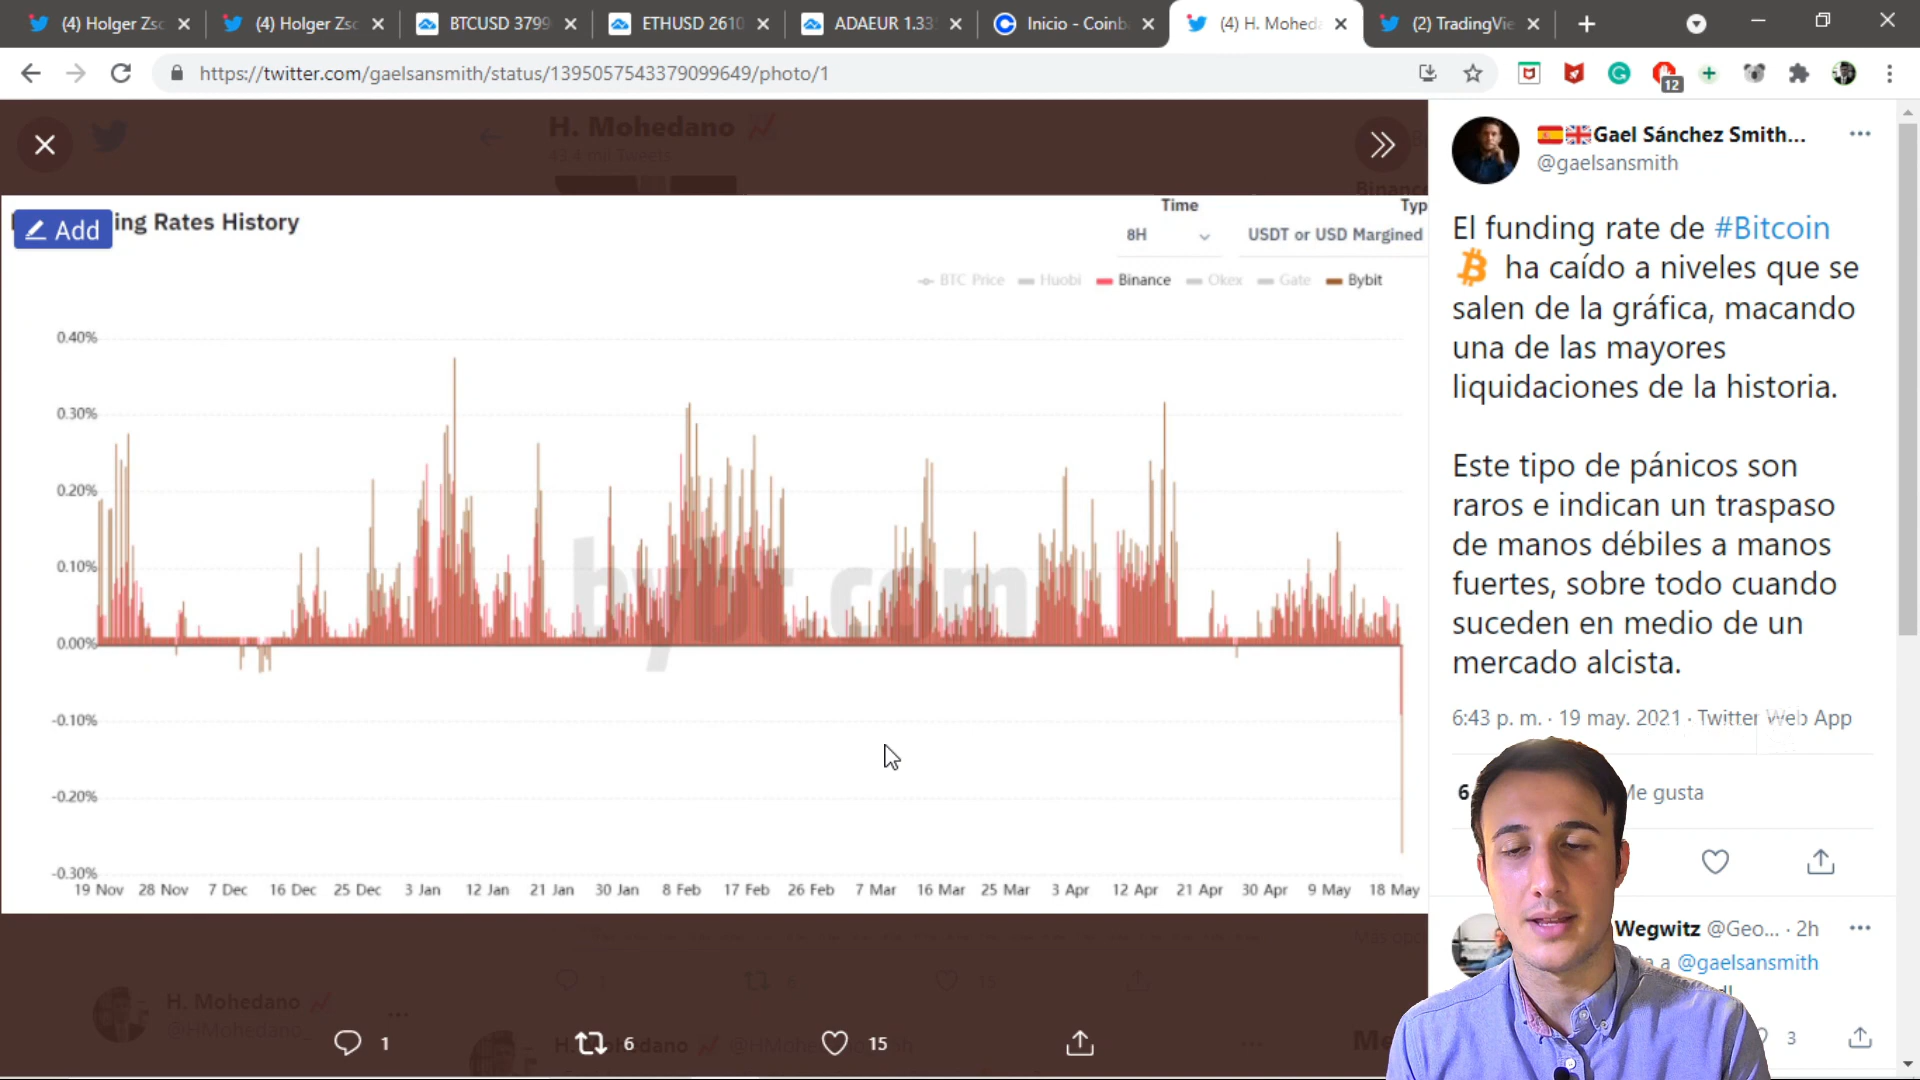 (4) Holger Zsc
(4) Holger Zsc
BTCUSD 3799
ETHUSD 2610
ADAEUR 1.33
Inicio - Coinb
(4) H. Moheda
(2) TradingVie
https://twitter.com/gaelsansmith/status/1395057543379099649/photo/1
12
H. Mohedano
Add
ing Rates History
Time
Typ
8H
USDT or USD Margined
BTC Price
Huobi
Binance
Okex
Gate
Bybit
0.40%
0.30%
0.20%
0.10%
0.00%
-0.10%
-0.20%
-0.30%
bybt.com
19 Nov
28 Nov
7 Dec
16 Dec
25 Dec
3 Jan
12 Jan
21 Jan
30 Jan
8 Feb
17 Feb
26 Feb
7 Mar
16 Mar
25 Mar
3 Apr
12 Apr
21 Apr
30 Apr
9 May
18 May
H. Mohedano
@HMohedano_
1
6
15
Gael Sánchez Smith...
@gaelsansmith
El funding rate de #Bitcoin
ha caído a niveles que se
salen de la gráfica, macando
una de las mayores
liquidaciones de la historia.
Este tipo de pánicos son
raros e indican un traspaso
de manos débiles a manos
fuertes, sobre todo cuando
suceden en medio de un
mercado alcista.
6:43 p. m. · 19 may. 2021 · Twitter Web App
6
Me gusta
Wegwitz @Geo... · 2h
a @gaelsansmith
3